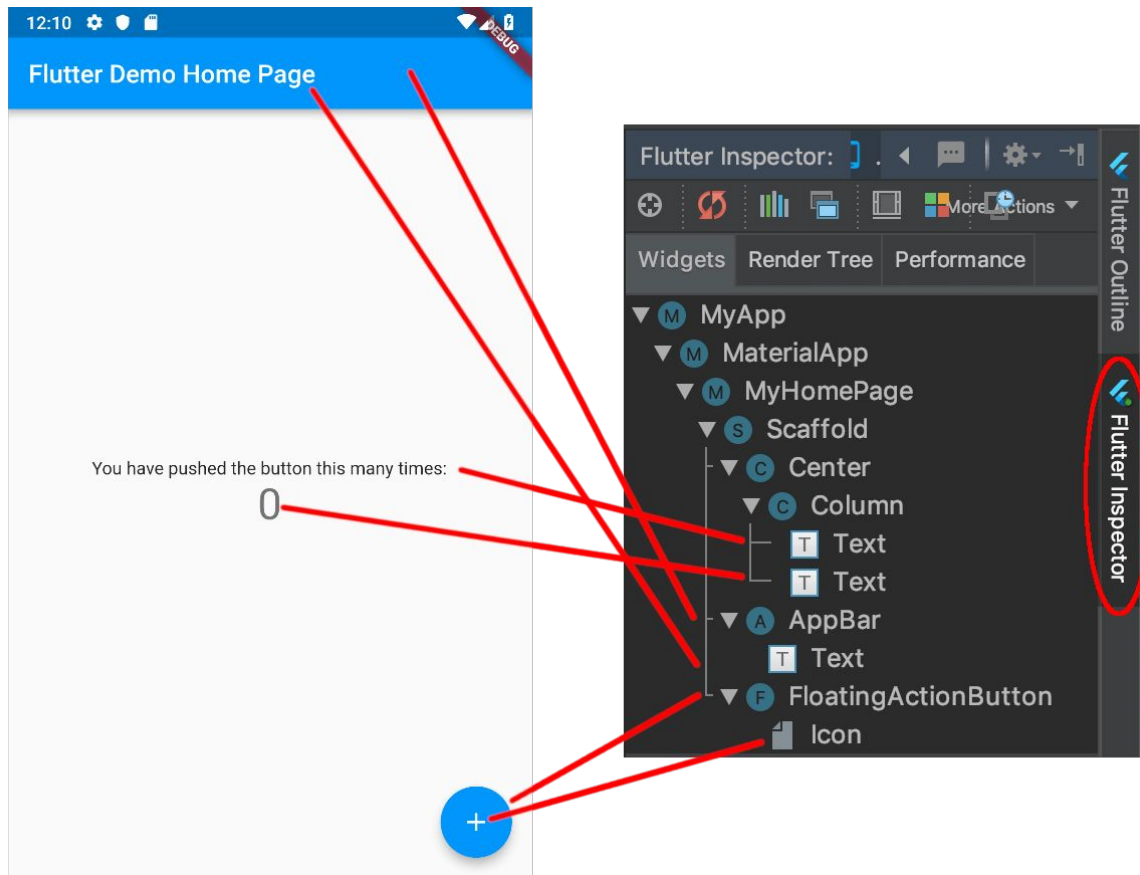 12:10
DEBUG
Flutter Demo Home Page
You have pushed the button this many times:
0
+
Flutter Inspector:
More Actions
Widgets Render Tree Performance
M MyApp
M MaterialApp
M MyHomePage
S Scaffold
C Center
C Column
T Text
T Text
A AppBar
T Text
F FloatingActionButton
Icon
Flutter Outline
Flutter Inspector